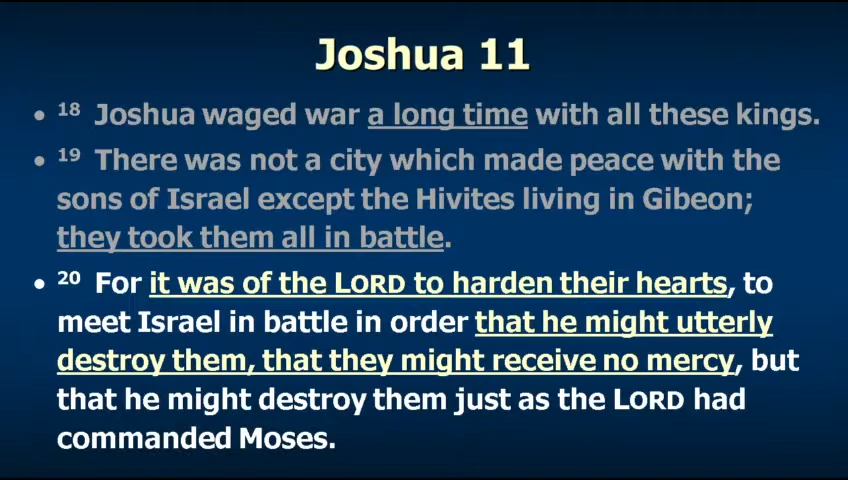 Joshua 11
• 18 Joshua waged war a long time with all these kings.
• 19 There was not a city which made peace with the
sons of Israel except the Hivites living in Gibeon;
they took them all in battle.
• 20 For it was of the LORD to harden their hearts, to
meet Israel in battle in order that he might utterly
destroy them, that they might receive no mercy, but
that he might destroy them just as the LORD had
commanded Moses.